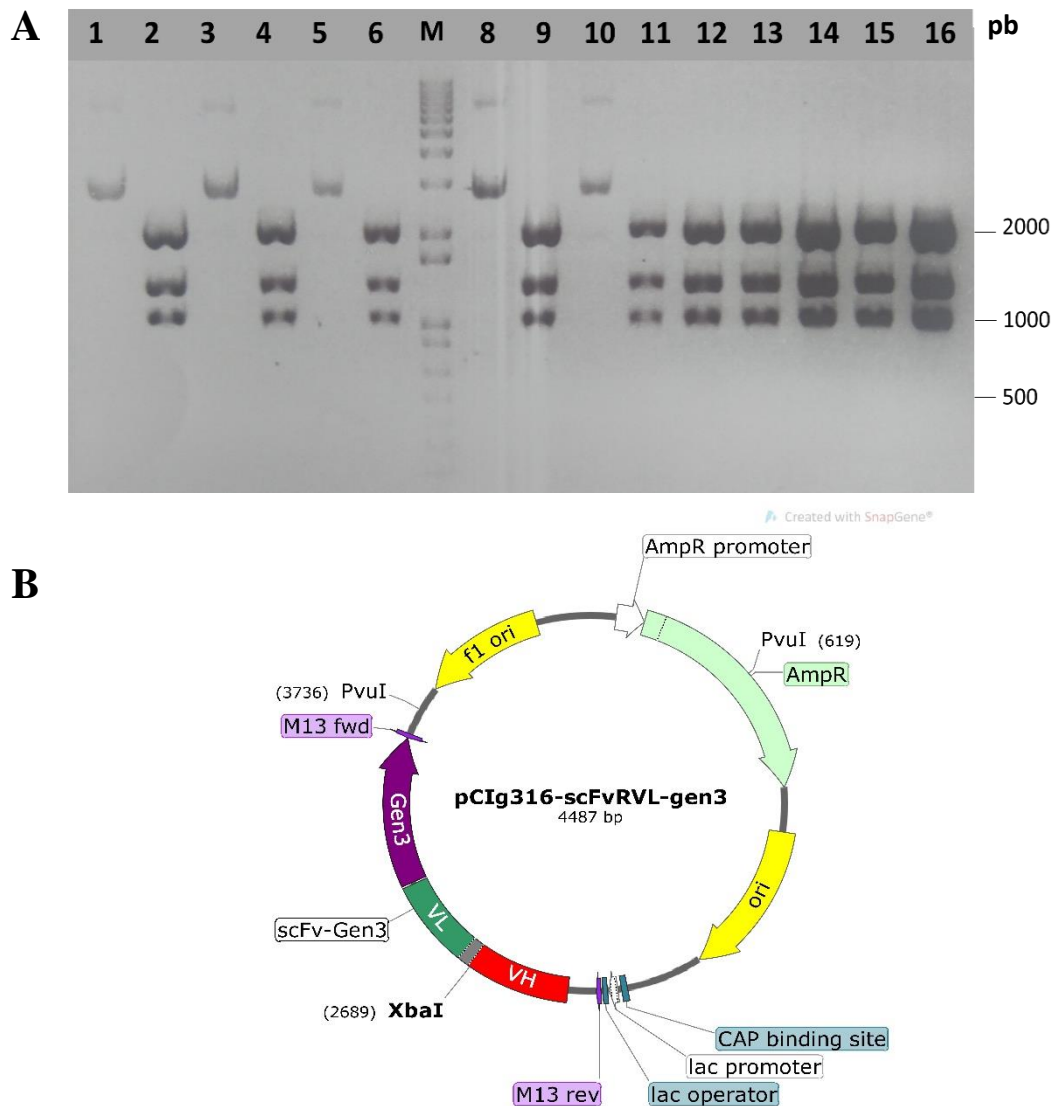 A
1 2 3 4 5 6 M 8 9 10 11 12 13 14 15 16 pb
2000
1000
500
Created with SnapGene®
B
AmpR promoter
PvuI (619)
AmpR
f1 ori
(3736) PvuI
M13 fwd
Gen3
pCIg316-scFvRVL-gen3
4487 bp
ori
VL
scFv-Gen3
VH
(2689) XbaI
CAP binding site
lac promoter
lac operator
M13 rev